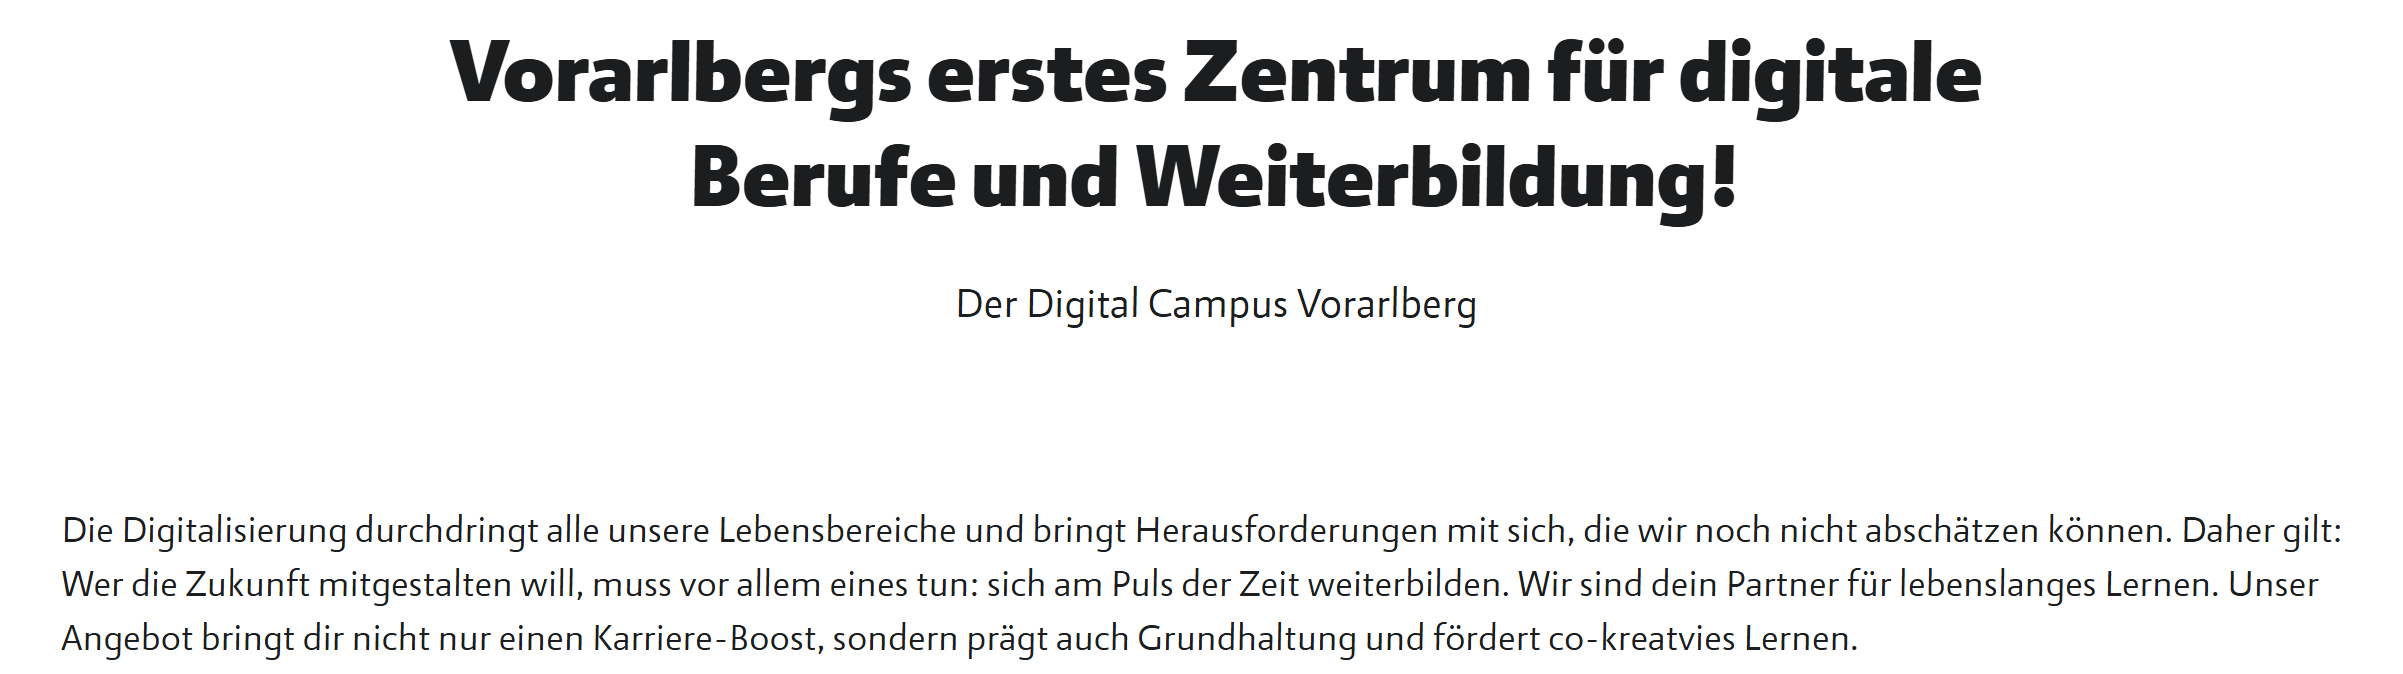 Vorarlbergs erstes Zentrum für digitale
Berufe und Weiterbildung!
Der Digital Campus Vorarlberg
Die Digitalisierung durchdringt alle unsere Lebensbereiche und bringt Herausforderungen mit sich, die wir noch nicht abschätzen können. Daher gilt:
Wer die Zukunft mitgestalten will, muss vor allem eines tun: sich am Puls der Zeit weiterbilden. Wir sind dein Partner für lebenslanges Lernen. Unser
Angebot bringt dir nicht nur einen Karriere-Boost, sondern prägt auch Grundhaltung und fördert co-kreatvies Lernen.